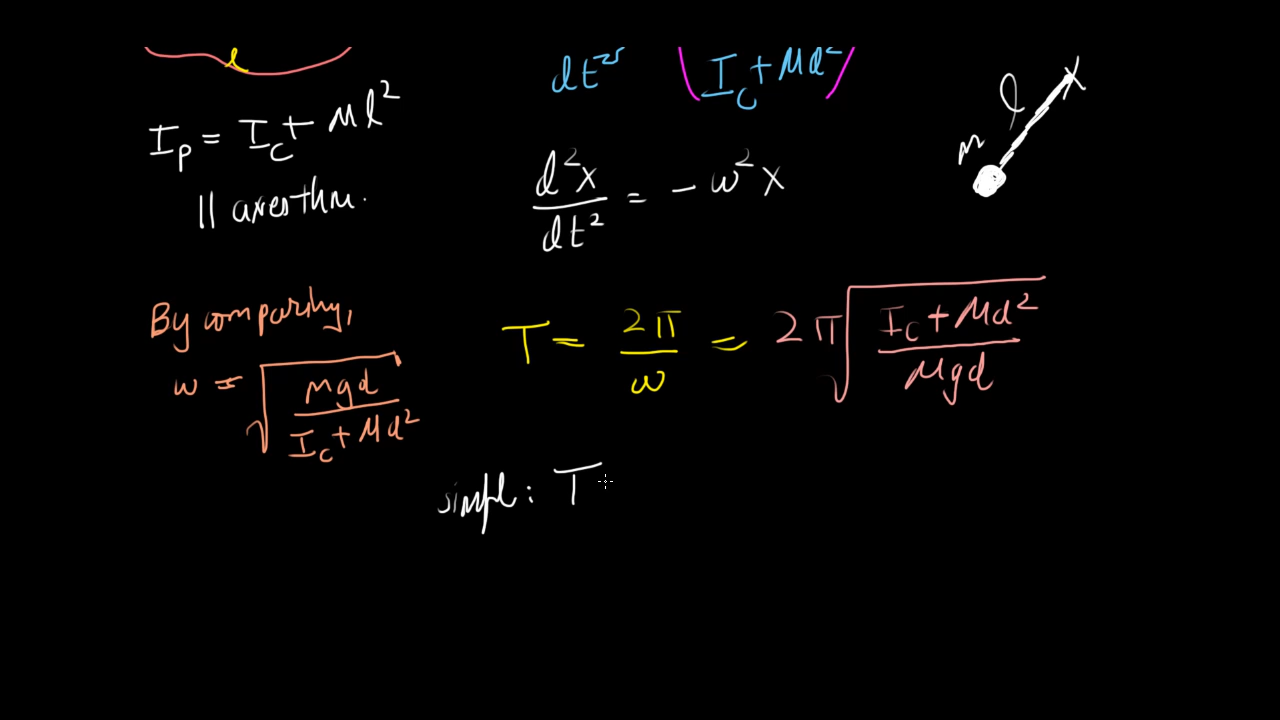 l
I_P = I_C + Ml²
|| axes thm.
dt²
(I_C + Md²)
l
m
d²x/dt² = -ω²x
By comparing,
ω = √(Mgd/(I_C + Md²))
T = 2π/ω = 2π√((I_C + Md²)/Mgd)
simpl: T